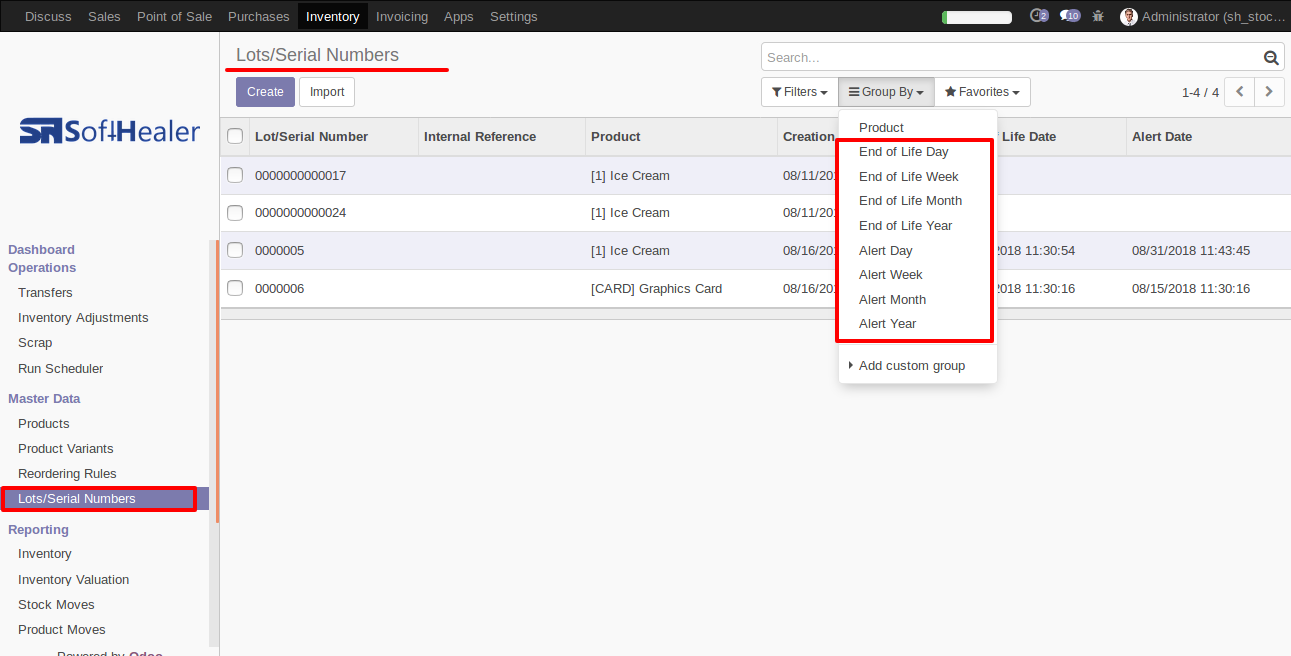 Discuss Sales Point of Sale Purchases Inventory Invoicing Apps Settings 2 10 Administrator (sh_stoc...
Lots/Serial Numbers
Search...
Create Import Filters Group By Favorites 1-4 / 4
SH SoftHealer
Dashboard
Operations
Transfers
Inventory Adjustments
Scrap
Run Scheduler
Master Data
Products
Product Variants
Reordering Rules
Lots/Serial Numbers
Reporting
Inventory
Inventory Valuation
Stock Moves
Product Moves
Powered by Odoo
Lot/Serial Number Internal Reference Product Creation Life Date Alert Date
0000000000017 [1] Ice Cream 08/11/20
0000000000024 [1] Ice Cream 08/11/20
0000005 [1] Ice Cream 08/16/20 2018 11:30:54 08/31/2018 11:43:45
0000006 [CARD] Graphics Card 08/16/20 2018 11:30:16 08/15/2018 11:30:16
Product
End of Life Day
End of Life Week
End of Life Month
End of Life Year
Alert Day
Alert Week
Alert Month
Alert Year
Add custom group